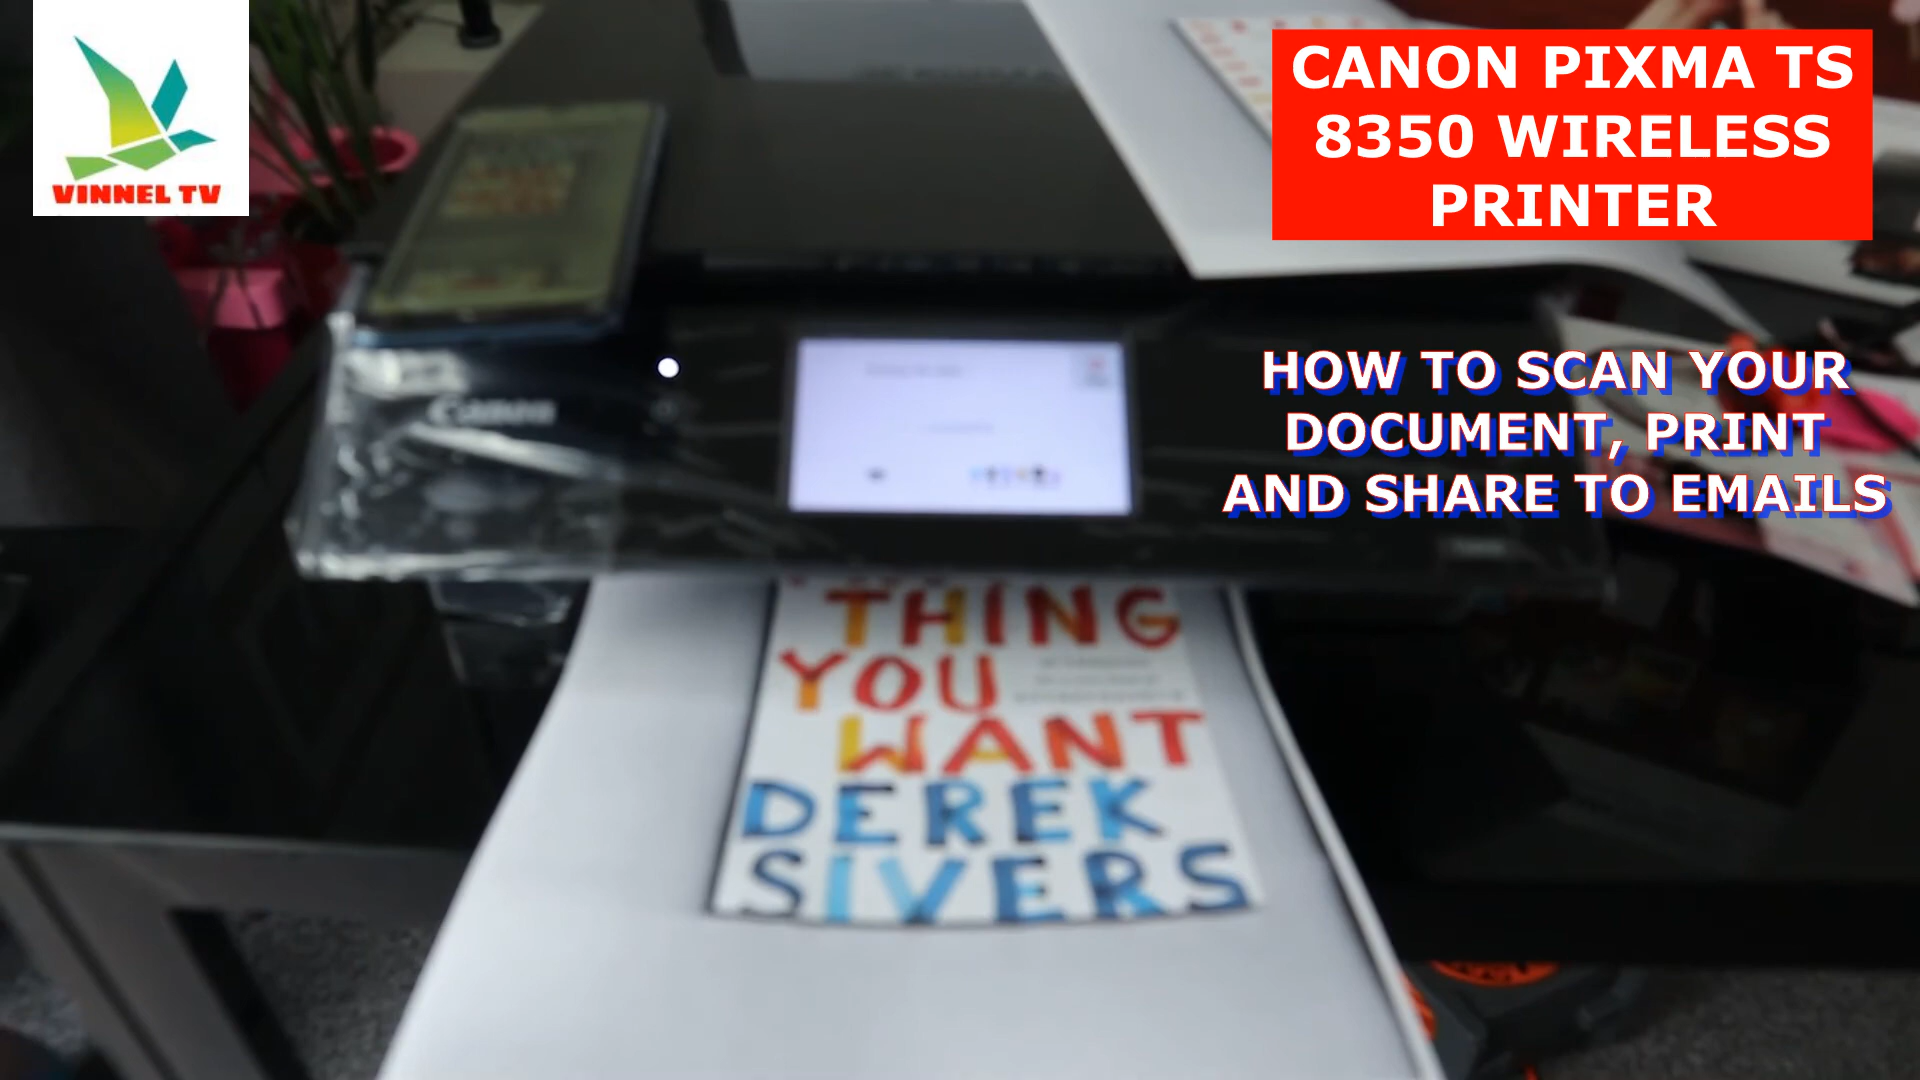 VINNEL TV
CANON PIXMA TS
8350 WIRELESS
PRINTER
HOW TO SCAN YOUR
DOCUMENT, PRINT
AND SHARE TO EMAILS
Canon
THING
YOU
WANT
DEREK
SIVERS